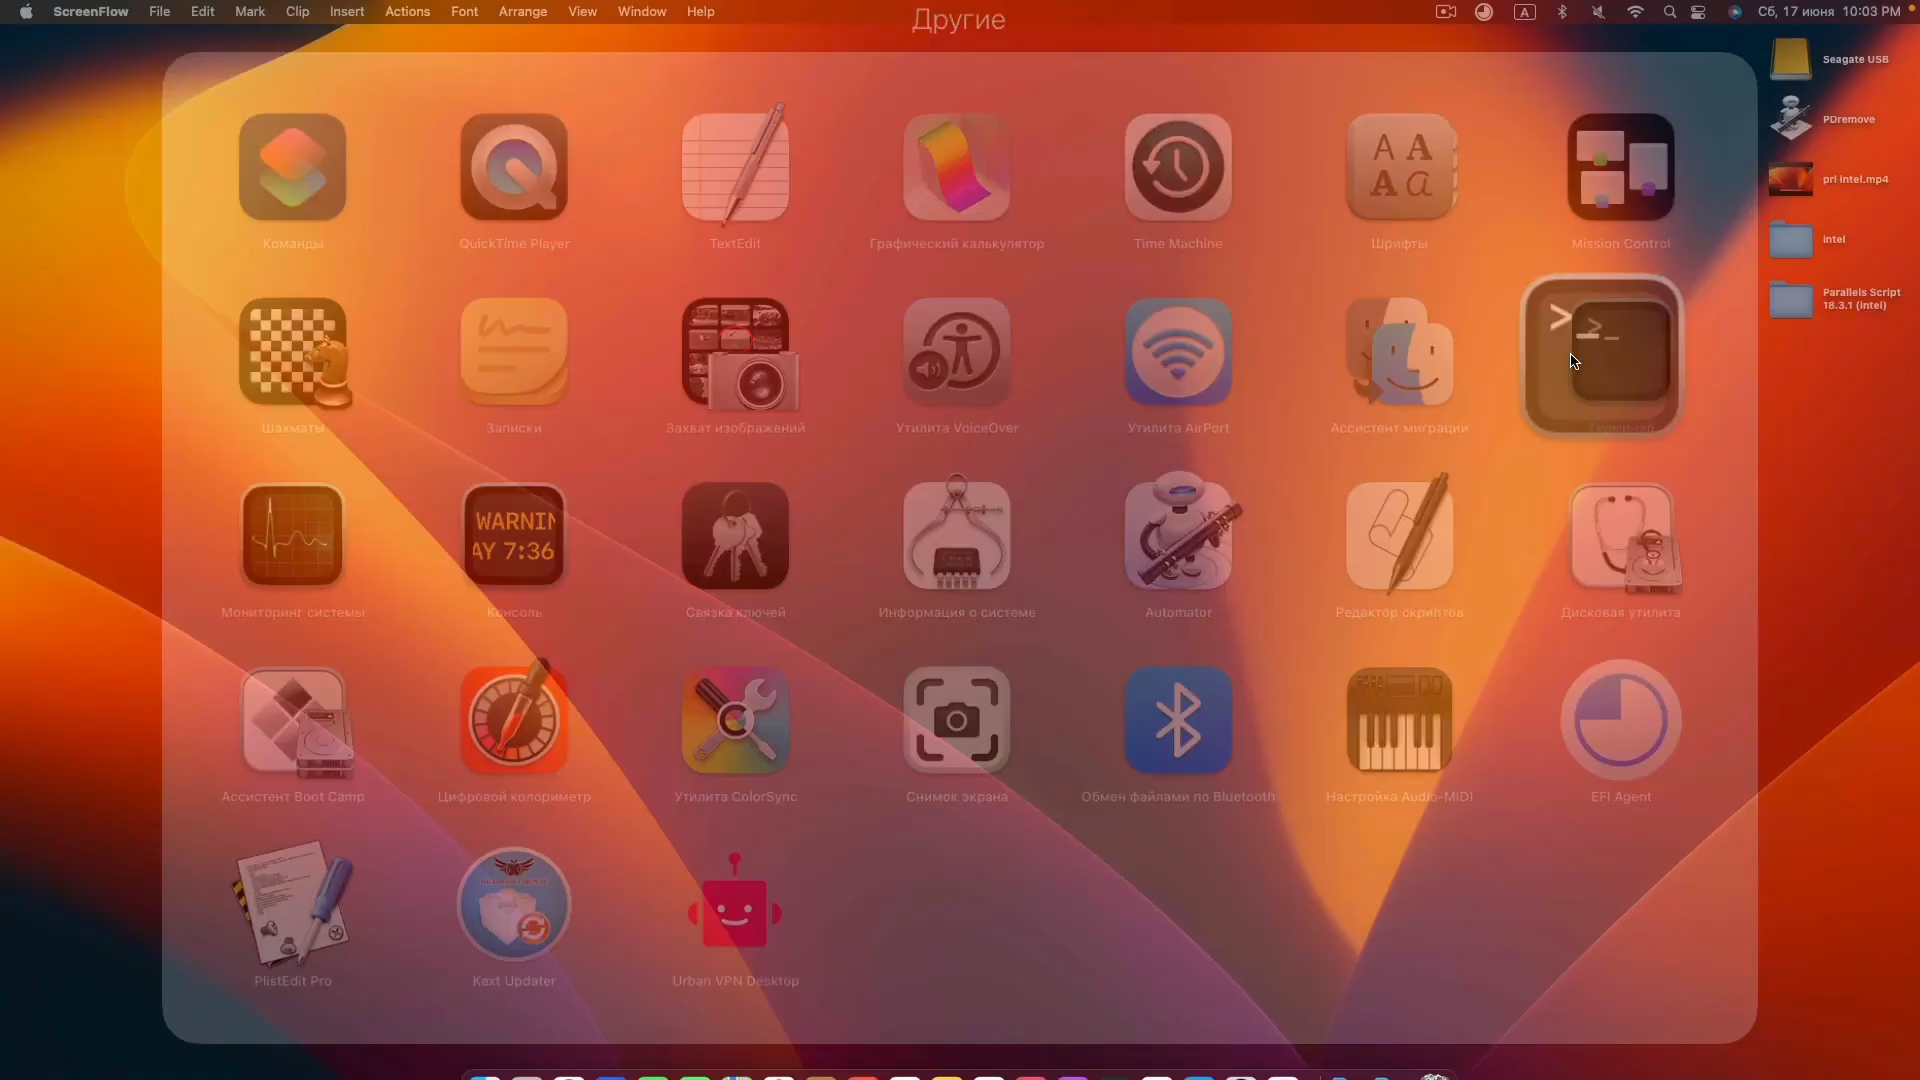 ScreenFlow File Edit Mark Clip Insert Actions Font Arrange View Window Help
A
Сб, 17 июня 10:03 PM
Другие
Seagate USB
PDremove
prl intel.mp4
intel
Parallels Script
18.3.1 (intel)
A A
A a
Команды QuickTime Player TextEdit Графический калькулятор Time Machine Шрифты Mission Control
>_
Шахматы Записки Захват изображений Утилита VoiceOver Утилита AirPort Ассистент миграции Терминал
WARNIN
AY 7:36
Мониторинг системы Консоль Связка ключей Информация о системе Automator Редактор скриптов Дисковая утилита
Ассистент Boot Camp Цифровой колориметр Утилита ColorSync Снимок экрана Обмен файлами по Bluetooth Настройка Audio-MIDI EFI Agent
PlistEdit Pro Kext Updater Urban VPN Desktop